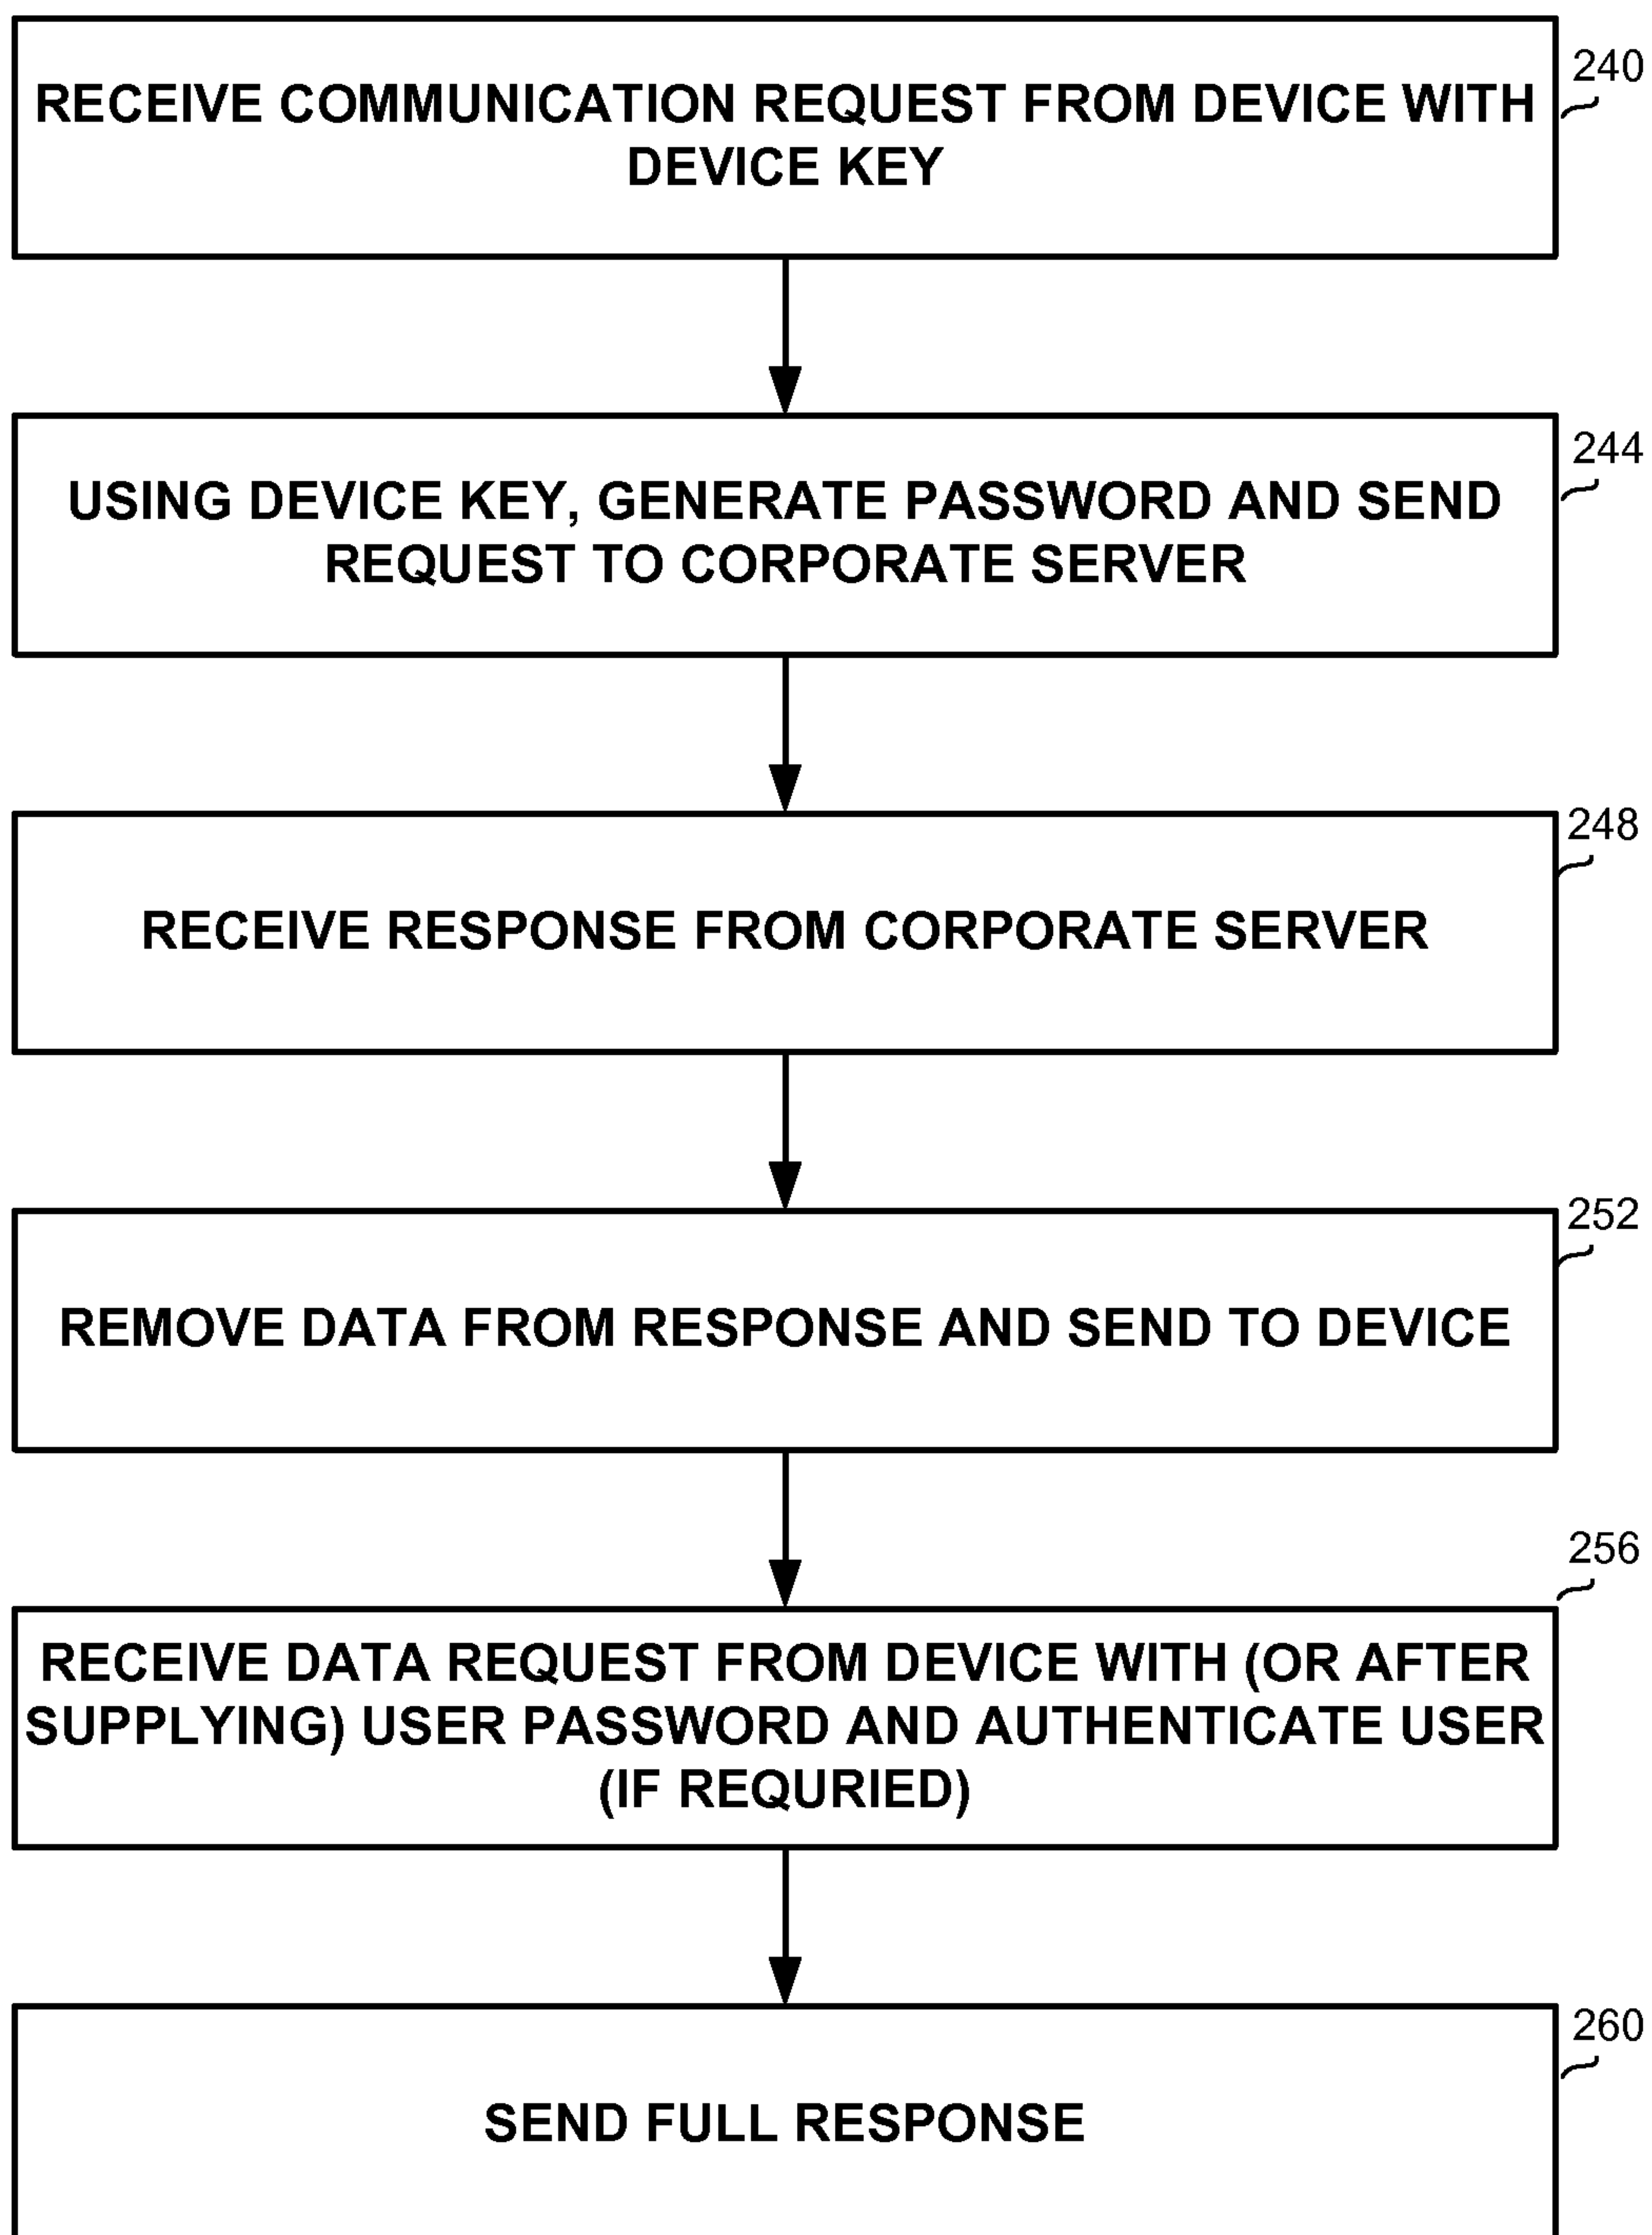 240
RECEIVE COMMUNICATION REQUEST FROM DEVICE WITH
DEVICE KEY
244
USING DEVICE KEY, GENERATE PASSWORD AND SEND
REQUEST TO CORPORATE SERVER
248
RECEIVE RESPONSE FROM CORPORATE SERVER
252
REMOVE DATA FROM RESPONSE AND SEND TO DEVICE
256
RECEIVE DATA REQUEST FROM DEVICE WITH (OR AFTER
SUPPLYING) USER PASSWORD AND AUTHENTICATE USER
(IF REQURIED)
260
SEND FULL RESPONSE